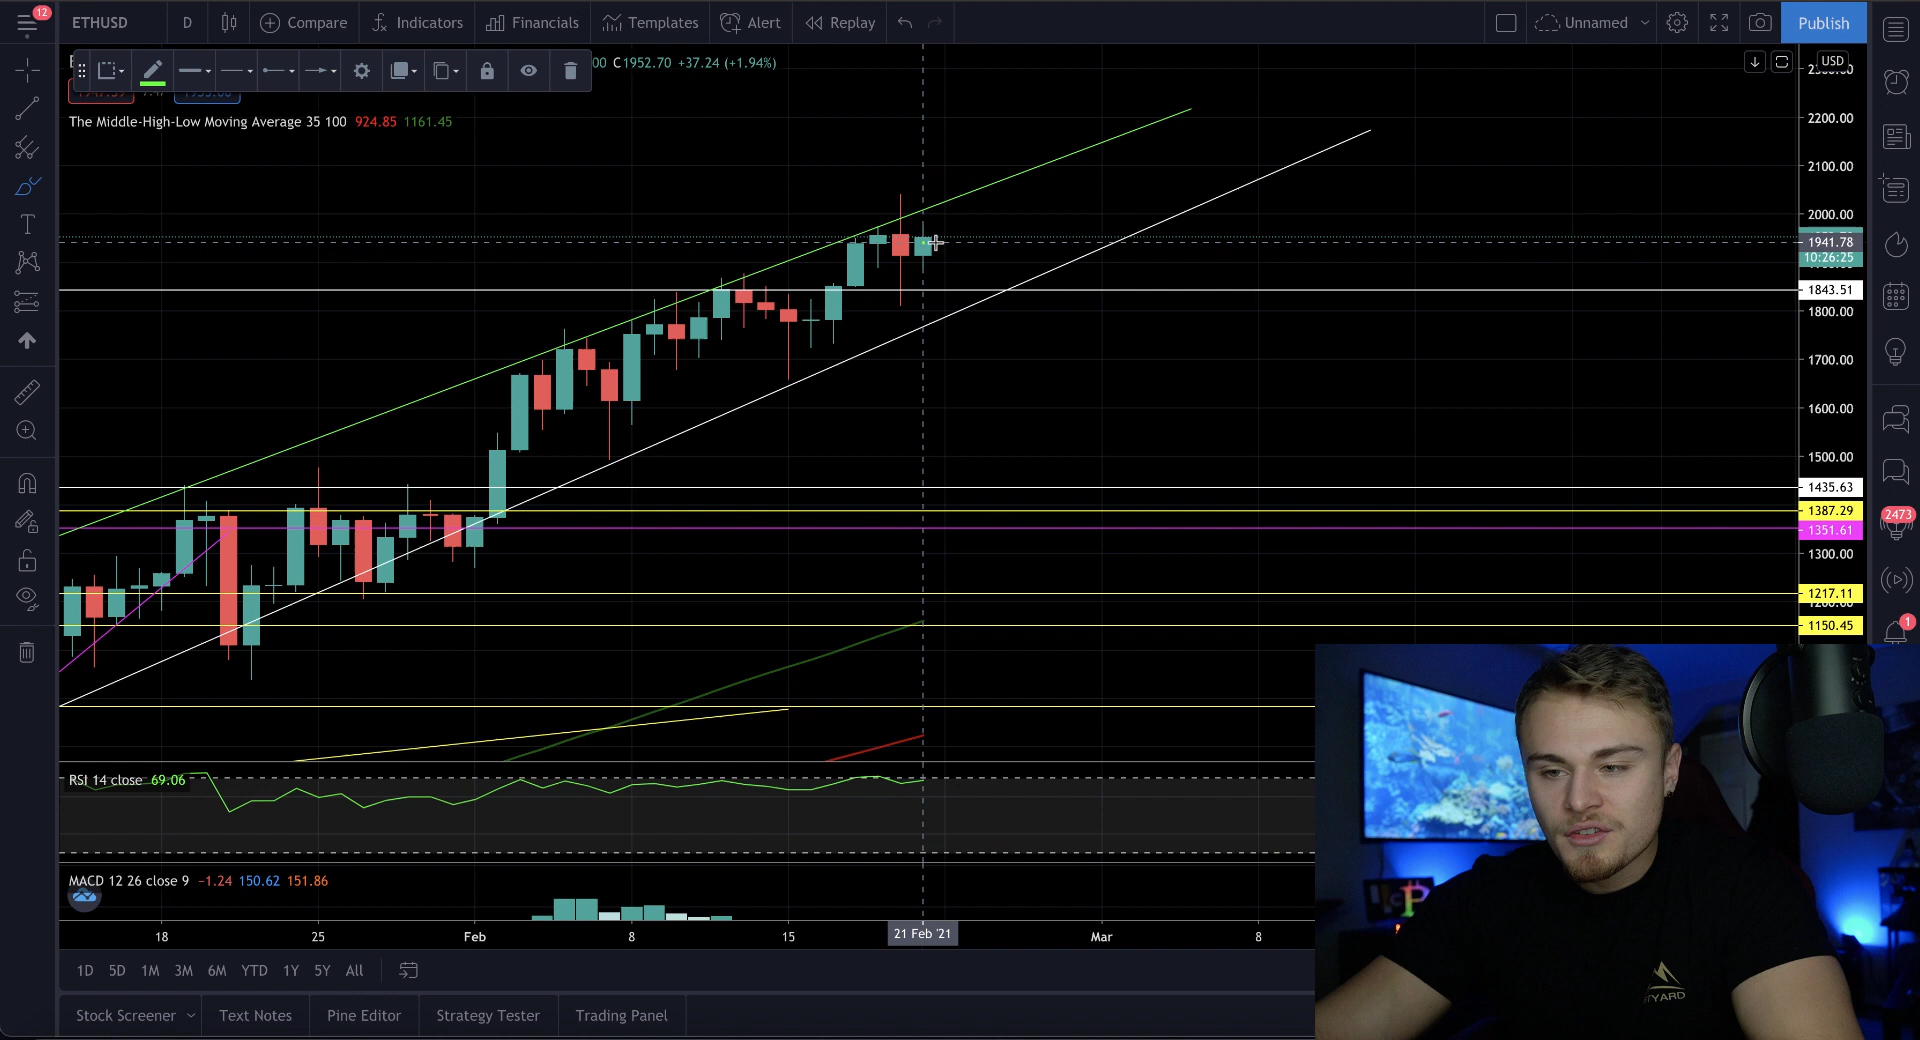 12 ETHUSD D Compare Indicators Financials Templates Alert Replay Unnamed Publish
00 C1952.70 +37.24 (+1.94%) USD
The Middle-High-Low Moving Average 35 100 924.85 1161.45
2200.00
2100.00
2000.00
1941.78
10:26:25
1843.51
1800.00
1700.00
1600.00
1500.00
1435.63
1387.29
1351.61
1300.00
1217.11
1150.45
2473
1
RSI 14 close 69.06
MACD 12 26 close 9 −1.24 150.62 151.86
18 25 Feb 8 15 21 Feb '21 Mar 8
1D 5D 1M 3M 6M YTD 1Y 5Y All
Stock Screener Text Notes Pine Editor Strategy Tester Trading Panel